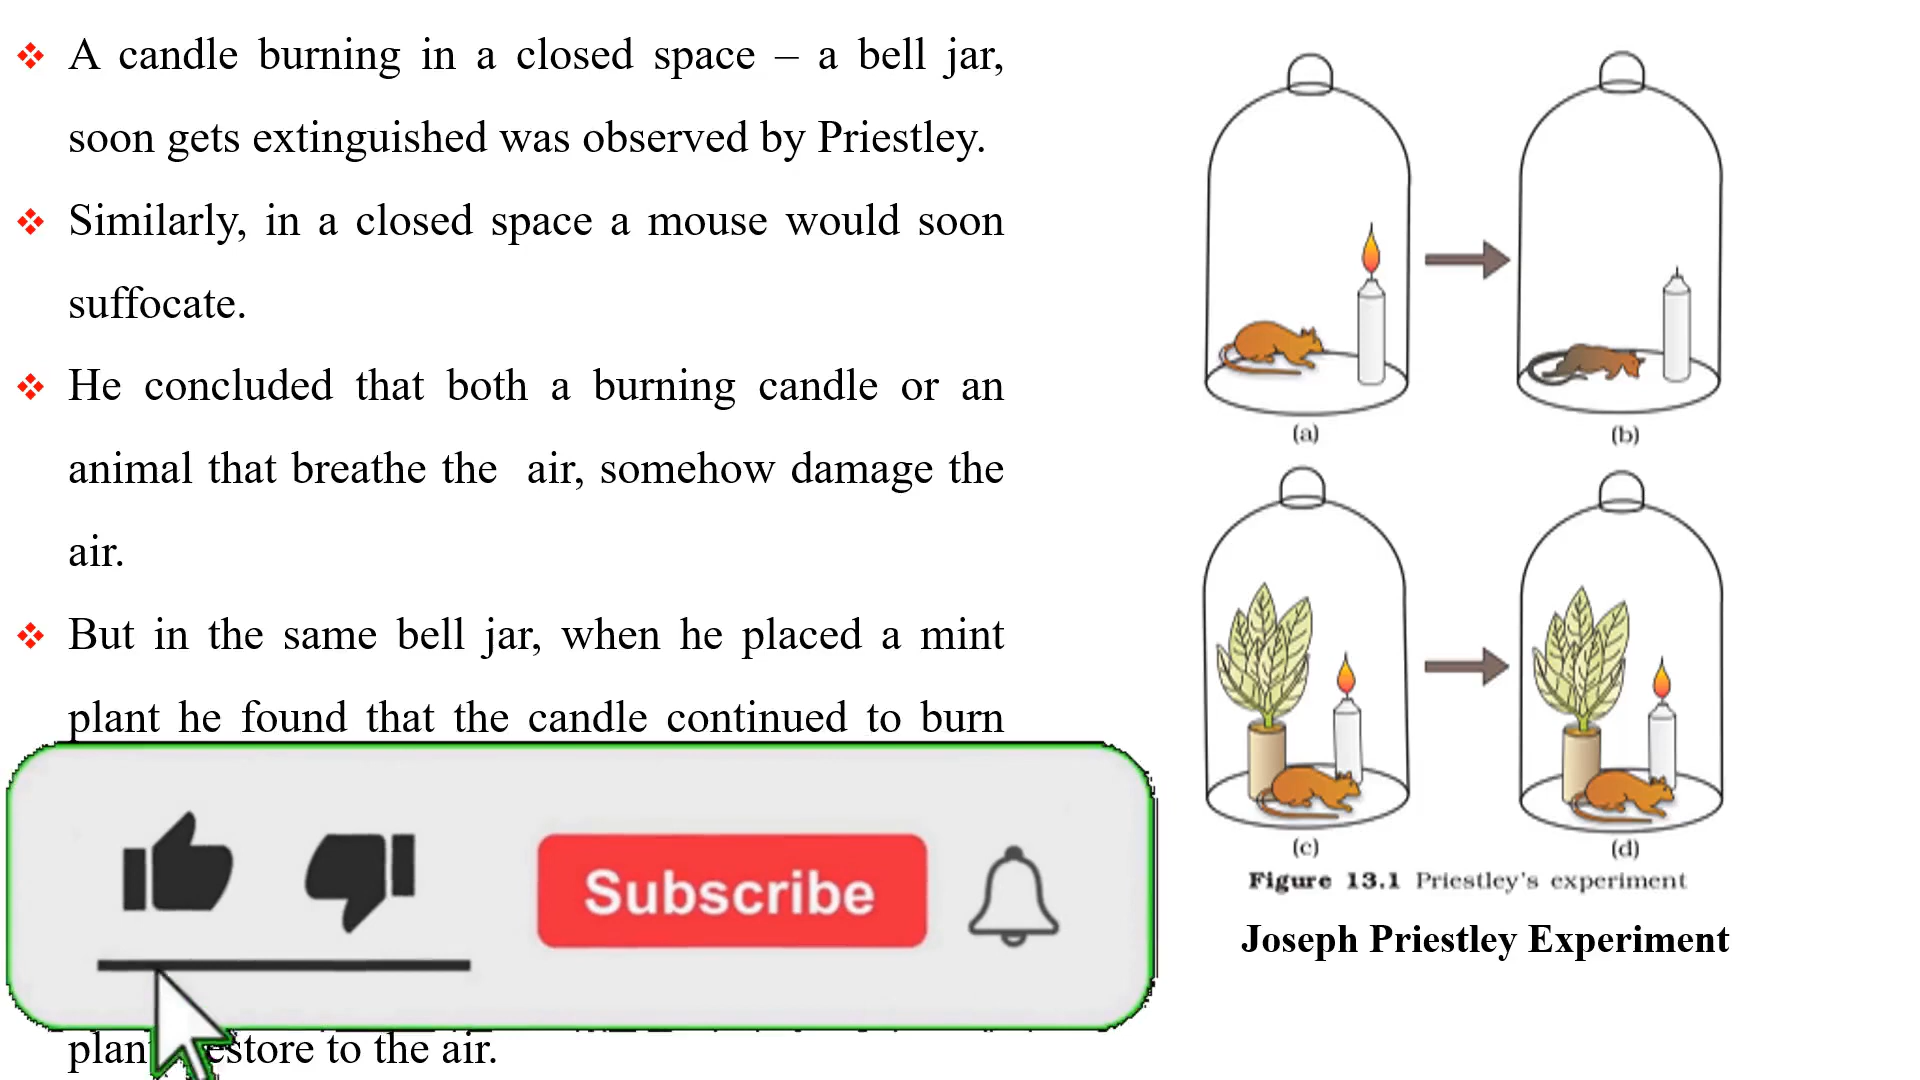 ❖ A candle burning in a closed space – a bell jar,
soon gets extinguished was observed by Priestley.
❖ Similarly, in a closed space a mouse would soon
suffocate.
❖ He concluded that both a burning candle or an
animal that breathe the air, somehow damage the
air.
❖ But in the same bell jar, when he placed a mint
plant he found that the candle continued to burn
Subscribe
to the air.
(a)
(b)
(c)
(d)
Figure 13.1 Priestley's experiment
Joseph Priestley Experiment